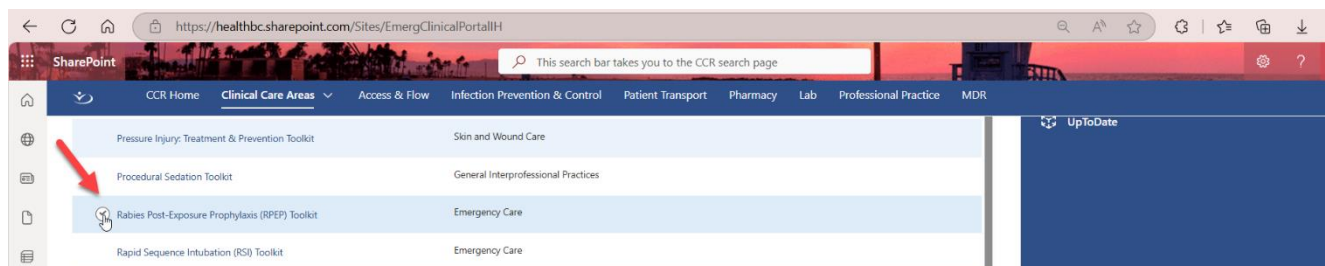 https://healthbc.sharepoint.com/Sites/EmergClinicalPortalIH
SharePoint
This search bar takes you to the CCR search page
?
CCR Home Clinical Care Areas Access & Flow Infection Prevention & Control Patient Transport Pharmacy Lab Professional Practice MDR
UpToDate
Pressure Injury: Treatment & Prevention Toolkit Skin and Wound Care
Procedural Sedation Toolkit General Interprofessional Practices
Rabies Post-Exposure Prophylaxis (RPEP) Toolkit Emergency Care
Rapid Sequence Intubation (RSI) Toolkit Emergency Care